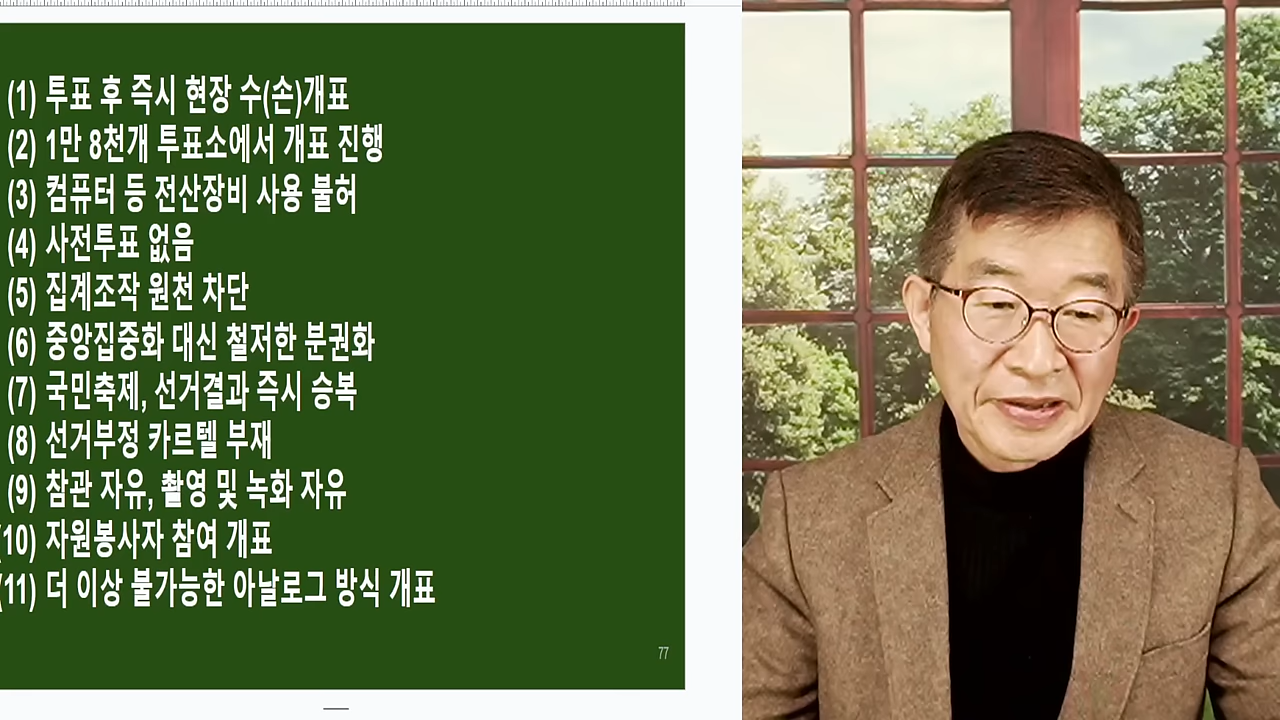 (1) 투표 후 즉시 현장 수(손)개표
(2) 1만 8천개 투표소에서 개표 진행
(3) 컴퓨터 등 전산장비 사용 불허
(4) 사전투표 없음
(5) 집계조작 원천 차단
(6) 중앙집중화 대신 철저한 분권화
(7) 국민축제, 선거결과 즉시 승복
(8) 선거부정 카르텔 부재
(9) 참관 자유, 촬영 및 녹화 자유
(10) 자원봉사자 참여 개표
(11) 더 이상 불가능한 아날로그 방식 개표
77